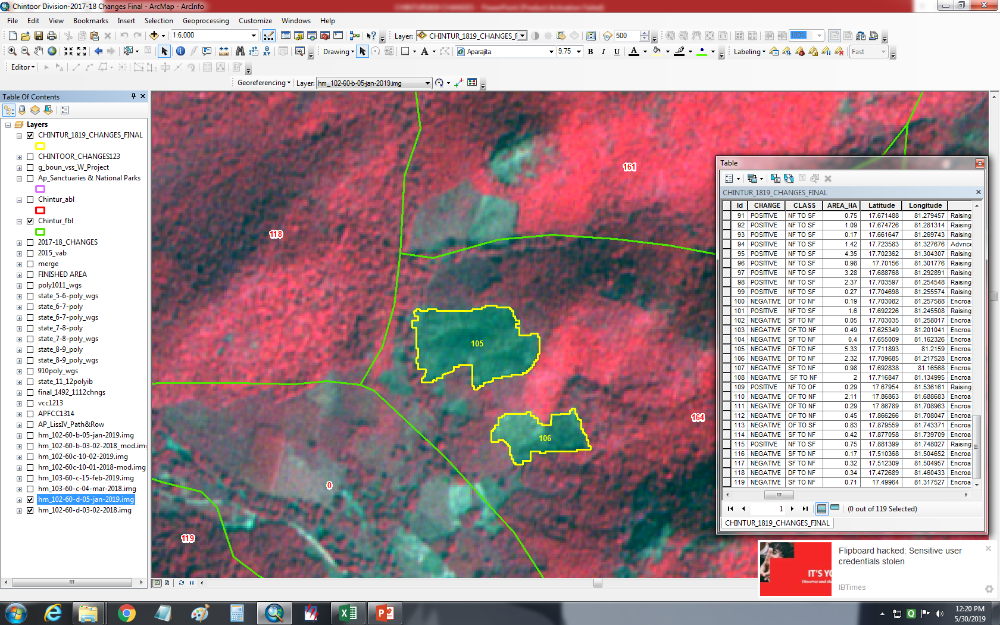 Chintoor Division-2017-18 Changes Final - ArcMap - ArcInfo
File Edit View Bookmarks Insert Selection Geoprocessing Customize Windows Help
1:6,000
Layer: CHINTUR_1819_CHANGES_F
500
100%
Drawing
Aparajita
9.75
B I U A
Labeling
Fast
Editor
Georeferencing
Layer: hm_102-60-b-05-jan-2019.img
Table Of Contents
Layers
CHINTUR_1819_CHANGES_FINAL
CHINTOOR_CHANGES123
g_boun_vss_W_Project
Ap_Sanctuaries & National Parks
Chintur_abl
Chintur_fbl
2017-18_CHANGES
2015_vab
merge
FINISHED AREA
poly1011_wgs
state_5-6-poly_wgs
state_6-7-poly
state_6-7-poly_wgs
state_7-8-poly
state_7-8-poly_wgs
state_8-9_poly
state_8-9_poly_wgs
910poly_wgs
state_11_12polyib
final_1492_1112chngs
vcc1213
APFCC1314
AP_LissIV_Path&Row
hm_102-60-b-05-jan-2019.img
hm_102-60-b-03-02-2018_mod.img
hm_102-60c-10-02-2019.img
hm_102-60c-10-01-2018-mod.img
hm_103-60-c-15-feb-2019.img
hm_103-60-c-04-mar-2018.img
hm_102-60-d-05-jan-2019.img
hm_102-60-d-03-02-2018.img
161
118
105
164
106
0
119
Table
CHINTUR_1819_CHANGES_FINAL
Id CHANGE CLASS AREA_HA Latitude Longitude
91 POSITIVE NF TO SF 0.75 17.671488 81.279457 Raising
92 POSITIVE NF TO SF 1.09 17.674726 81.281314 Raising
93 POSITIVE NF TO SF 0.17 17.661647 81.269743 Raising
94 POSITIVE NF TO SF 1.42 17.723583 81.327676 Advnce
95 POSITIVE NF TO SF 4.35 17.702362 81.304307 Raising
96 POSITIVE NF TO SF 0.98 17.70156 81.301776 Raising
97 POSITIVE NF TO SF 3.28 17.688768 81.292891 Raising
98 POSITIVE NF TO SF 2.37 17.703597 81.254548 Raising
99 POSITIVE NF TO SF 0.27 17.704698 81.255574 Raising
100 NEGATIVE DF TO NF 0.19 17.703082 81.257588 Encroa
101 POSITIVE NF TO SF 1.6 17.692226 81.245508 Raising
102 NEGATIVE SF TO NF 0.05 17.703035 81.258017 Encroa
103 NEGATIVE OF TO NF 0.49 17.625349 81.201041 Encroa
104 NEGATIVE SF TO NF 0.4 17.655009 81.162326 Encroa
105 NEGATIVE DF TO NF 5.33 17.711893 81.2159 Encroa
106 NEGATIVE DF TO NF 2.32 17.709685 81.217528 Encroa
107 NEGATIVE SF TO NF 0.98 17.692838 81.16568 Encroa
108 NEGATIVE SF TO NF 2 17.716847 81.134995 Encroa
109 POSITIVE NF TO OF 0.29 17.67954 81.536161 Raising
110 NEGATIVE OF TO NF 2.11 17.86863 81.688683 Encroa
111 NEGATIVE OF TO NF 0.29 17.86789 81.708963 Encroa
112 NEGATIVE OF TO NF 0.45 17.866266 81.708047 Encroa
113 NEGATIVE OF TO SF 0.83 17.879559 81.743371 Encroa
114 NEGATIVE SF TO NF 0.42 17.877058 81.739709 Encroa
115 POSITIVE NF TO SF 0.75 17.881399 81.748027 Raising
116 NEGATIVE SF TO NF 0.17 17.510368 81.504652 Encroa
117 NEGATIVE SF TO NF 0.32 17.512309 81.504957 Encroa
118 NEGATIVE DF TO NF 0.34 17.472689 81.460433 Encroa
119 NEGATIVE SF TO NF 0.71 17.49964 81.317527 Encroa
1
(0 out of 119 Selected)
CHINTUR_1819_CHANGES_FINAL
IT'S YO
Discover and sh
Flipboard hacked: Sensitive user
credentials stolen
IBTimes
12:20 PM
5/30/2019